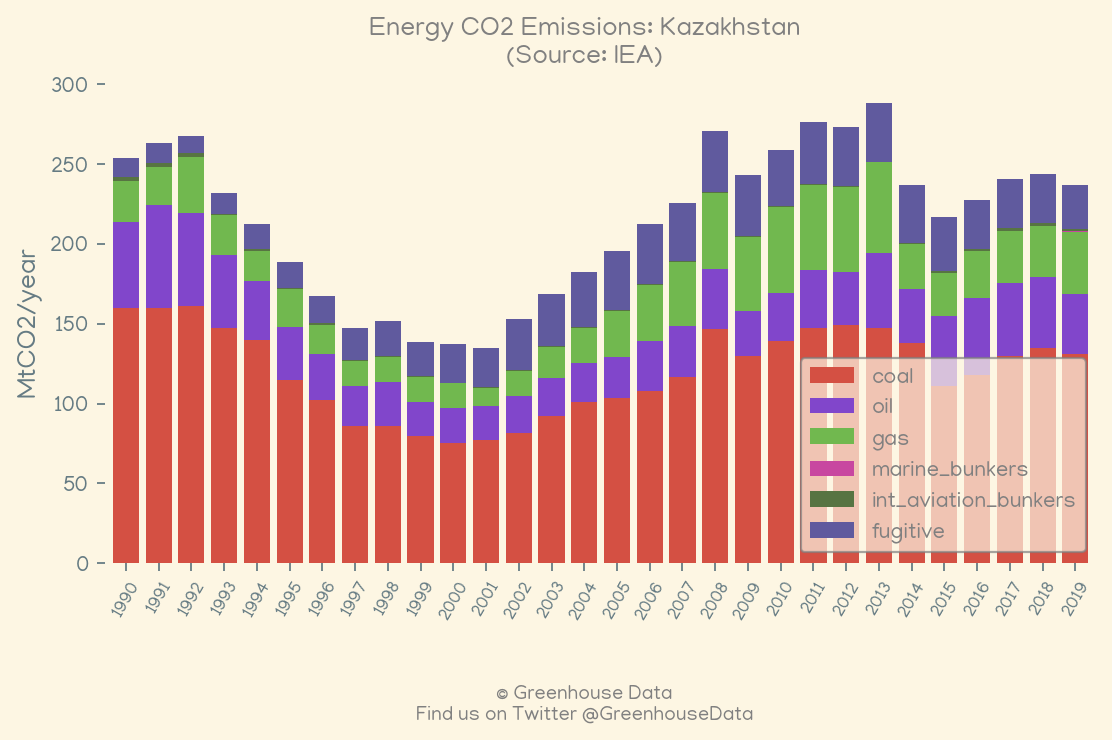 Energy CO2 Emissions: Kazakhstan
(Source: IEA)
MtCO2/year
300
250
200
150
100
50
0
coal
oil
gas
marine_bunkers
int_aviation_bunkers
fugitive
1990 1991 1992 1993 1994 1995 1996 1997 1998 1999 2000 2001 2002 2003 2004 2005 2006 2007 2008 2009 2010 2011 2012 2013 2014 2015 2016 2017 2018 2019
© Greenhouse Data
Find us on Twitter @GreenhouseData